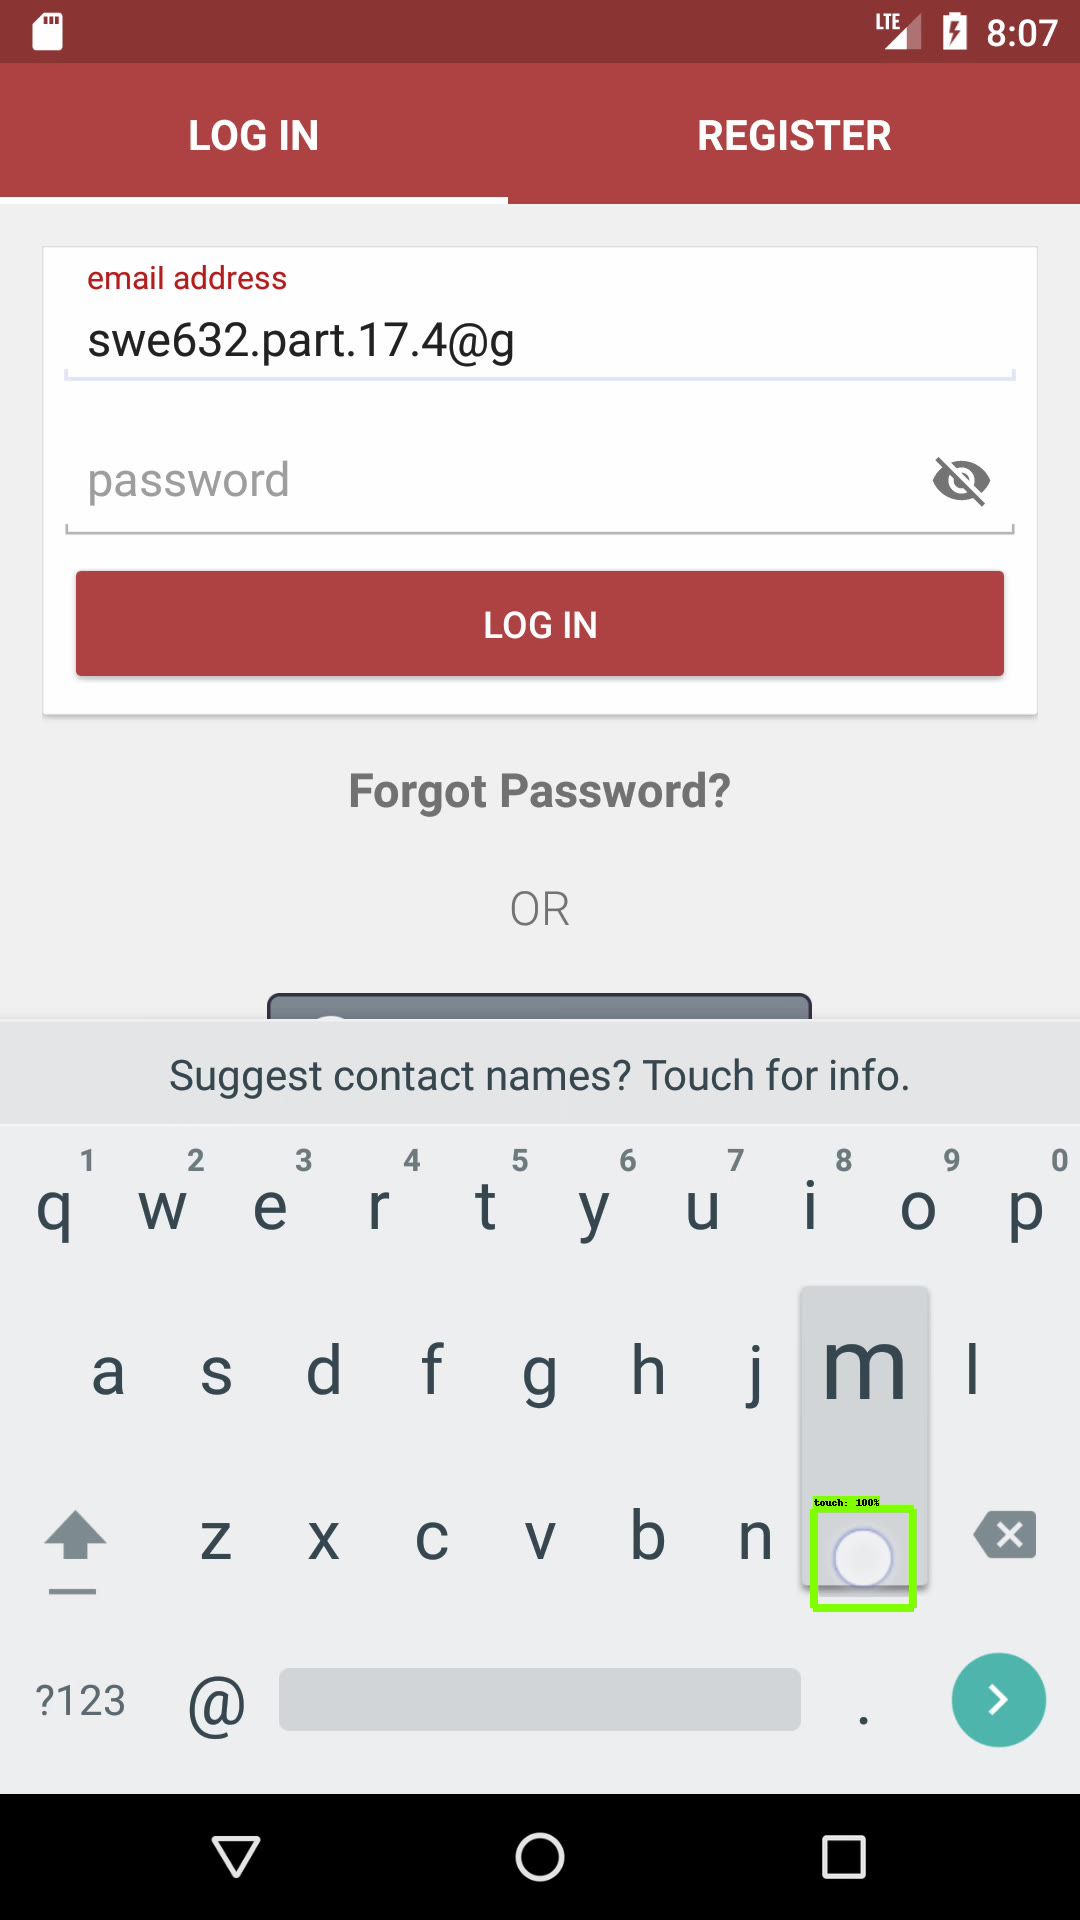 LTE 8:07
LOG IN REGISTER
email address
swe632.part.17.4@g
password
LOG IN
Forgot Password?
OR
Suggest contact names? Touch for info.
1 2 3 4 5 6 7 8 9 0
q w e r t y u i o p
a s d f g h j m l
touch: 100%
z x c v b n
?123 @ .